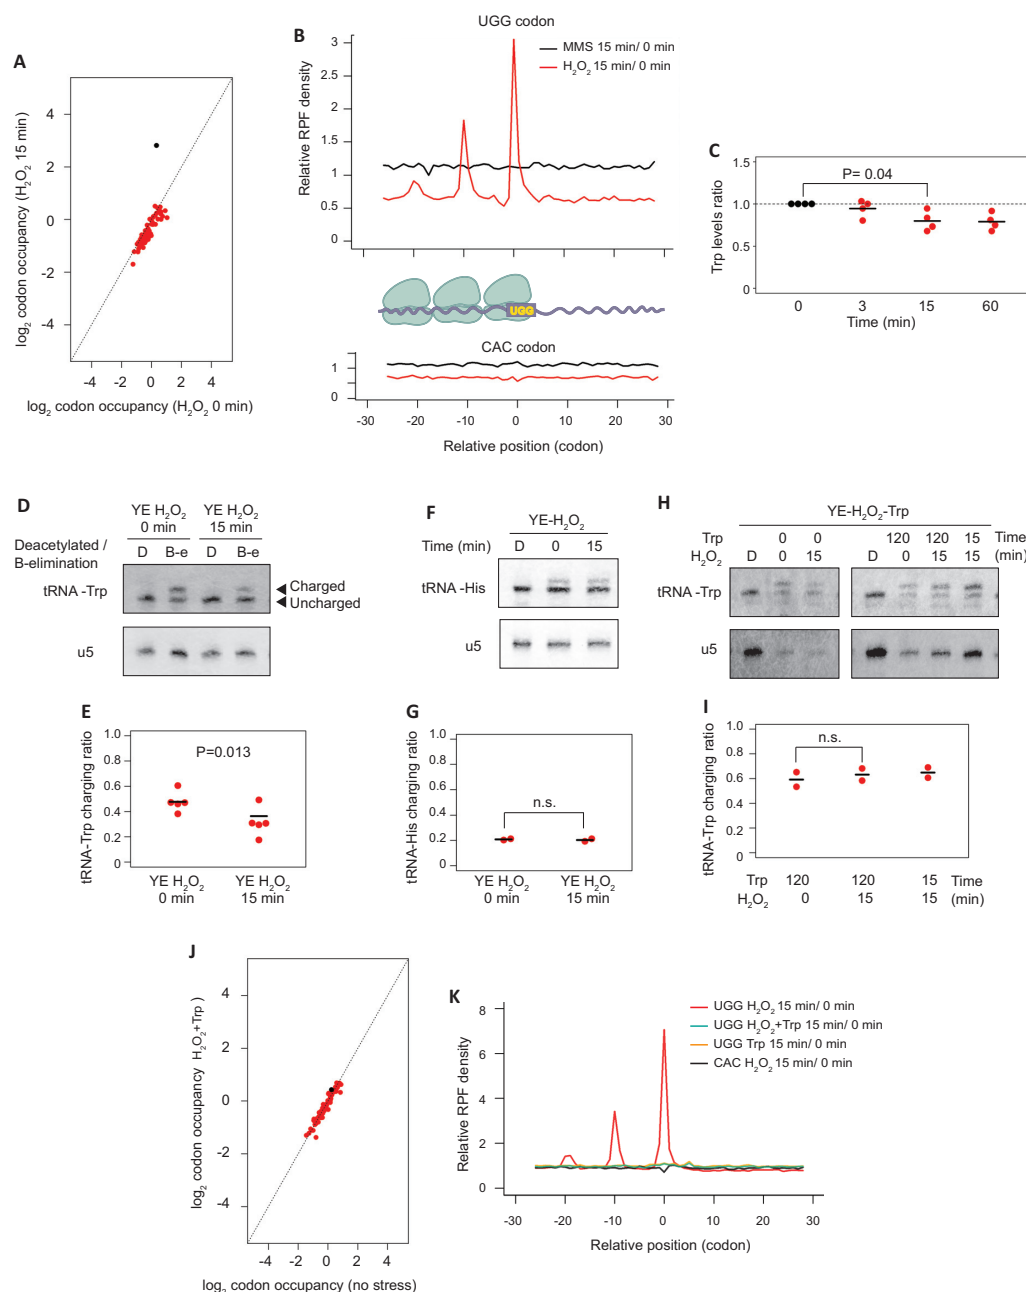 A
log2 codon occupancy (H2O2 15 min)
4
2
0
-2
-4
-4 -2 0 2 4
log2 codon occupancy (H2O2 0 min)
B
UGG codon
MMS 15 min/ 0 min
H2O2 15 min/ 0 min
Relative RPF density
3
2.5
2
1.5
1
0.5
0
UGG
CAC codon
1
0
-30 -20 -10 0 10 20 30
Relative position (codon)
C
Trp levels ratio
1.5
1.0
0.5
0
P= 0.04
0 3 15 60
Time (min)
D
YE H2O2 0 min
YE H2O2 15 min
Deacetylated / B-elimination
D B-e D B-e
tRNA -Trp
Charged
Uncharged
u5
E
tRNA-Trp charging ratio
1.0
0.8
0.6
0.4
0.2
0
P=0.013
YE H2O2 0 min
YE H2O2 15 min
F
YE-H2O2
Time (min) D 0 15
tRNA -His
u5
G
tRNA-His charging ratio
1.0
0.8
0.6
0.4
0.2
0
n.s.
YE H2O2 0 min
YE H2O2 15 min
H
YE-H2O2-Trp
Trp 0 0 120 120 15 Time
H2O2 D 0 15 D 0 15 15 (min)
tRNA -Trp
u5
I
tRNA-Trp charging ratio
1.0
0.8
0.6
0.4
0.2
0
n.s.
Trp 120 120 15 Time
H2O2 0 15 15 (min)
J
log2 codon occupancy H2O2+Trp )
4
2
0
-2
-4
-4 -2 0 2 4
log2 codon occupancy (no stress)
K
UGG H2O2 15 min/ 0 min
UGG H2O2+Trp 15 min/ 0 min
UGG Trp 15 min/ 0 min
CAC H2O2 15 min/ 0 min
Relative RPF density
8
6
4
2
0
-30 -20 -10 0 10 20 30
Relative position (codon)